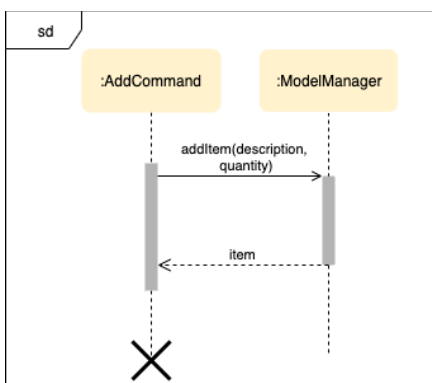 sd
:AddCommand
:ModelManager
addItem(description,
quantity)
item